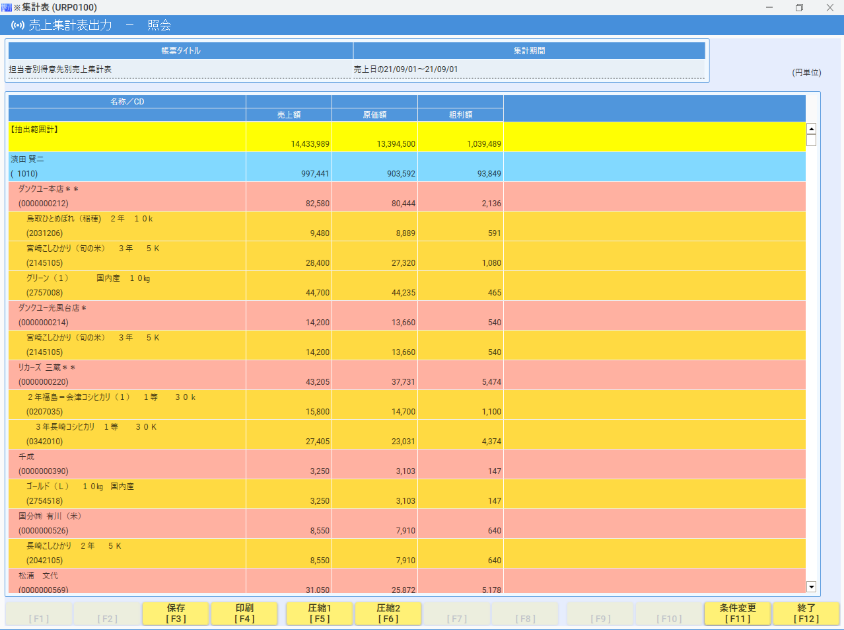 ※集計表 (URP0100)
売上集計表出力 － 照会
帳票タイトル 集計期間
担当者別得意先別売上集計表 売上日の21/09/01～21/09/01
(円単位)
名称／CD
売上額 原価額 粗利額
【抽出範囲計】
14,433,989 13,394,500 1,039,489
濱田 賢二
( 1010) 997,441 903,592 93,849
ダンクユー本店＊＊
(0000000212) 82,580 80,444 2,136
鳥取ひとめぼれ（稲穂） ２年 １０ｋ
(2031206) 9,480 8,889 591
宮崎こしひかり（旬の米） ３年 ５Ｋ
(2145105) 28,400 27,320 1,080
グリーン（１） 国内産 １０㎏
(2757008) 44,700 44,235 465
ダンクユー光風台店＊
(0000000214) 14,200 13,660 540
宮崎こしひかり（旬の米） ３年 ５Ｋ
(2145105) 14,200 13,660 540
リカーズ 三蔵＊＊
(0000000220) 43,205 37,731 5,474
２年福島＝会津コシヒカリ（１） １等 ３０ｋ
(0207035) 15,800 14,700 1,100
３年長崎コシヒカリ １等 ３０Ｋ
(0342010) 27,405 23,031 4,374
千成
(0000000390) 3,250 3,103 147
ゴールド（Ｌ） １０㎏ 国内産
(2754518) 3,250 3,103 147
国分㈱ 有川（米）
(0000000526) 8,550 7,910 640
長崎こしひかり ２年 ５Ｋ
(2042105) 8,550 7,910 640
松浦 文代
(0000000569) 31,050 25,872 5,178
保存 印刷 圧縮1 圧縮2 条件変更 終了
[ F1 ] [ F2 ] [ F3 ] [ F4 ] [ F5 ] [ F6 ] [ F7 ] [ F8 ] [ F9 ] [ F10 ] [ F11 ] [ F12 ]